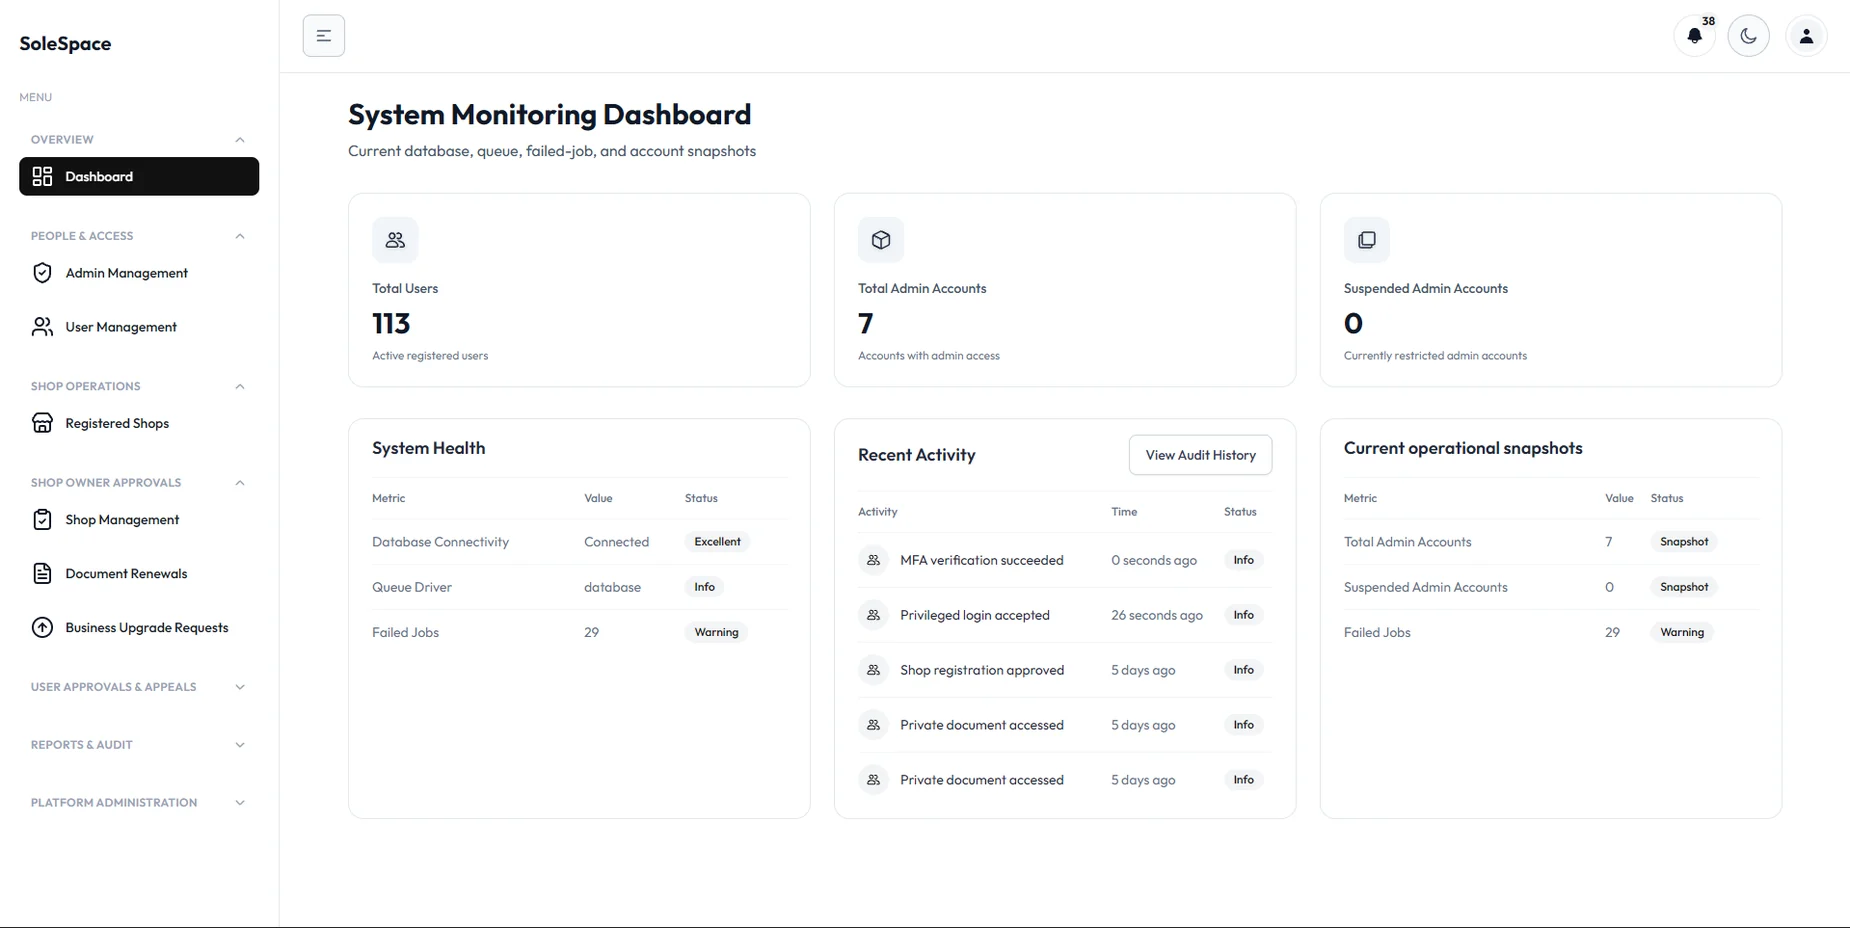 SoleSpace
MENU
OVERVIEW
Dashboard
PEOPLE & ACCESS
Admin Management
User Management
SHOP OPERATIONS
Registered Shops
SHOP OWNER APPROVALS
Shop Management
Document Renewals
Business Upgrade Requests
USER APPROVALS & APPEALS
REPORTS & AUDIT
PLATFORM ADMINISTRATION
38
System Monitoring Dashboard
Current database, queue, failed-job, and account snapshots
Total Users
113
Active registered users
Total Admin Accounts
7
Accounts with admin access
Suspended Admin Accounts
0
Currently restricted admin accounts
System Health
Metric Value Status
Database Connectivity Connected Excellent
Queue Driver database Info
Failed Jobs 29 Warning
Recent Activity View Audit History
Activity Time Status
MFA verification succeeded 0 seconds ago Info
Privileged login accepted 26 seconds ago Info
Shop registration approved 5 days ago Info
Private document accessed 5 days ago Info
Private document accessed 5 days ago Info
Current operational snapshots
Metric Value Status
Total Admin Accounts 7 Snapshot
Suspended Admin Accounts 0 Snapshot
Failed Jobs 29 Warning